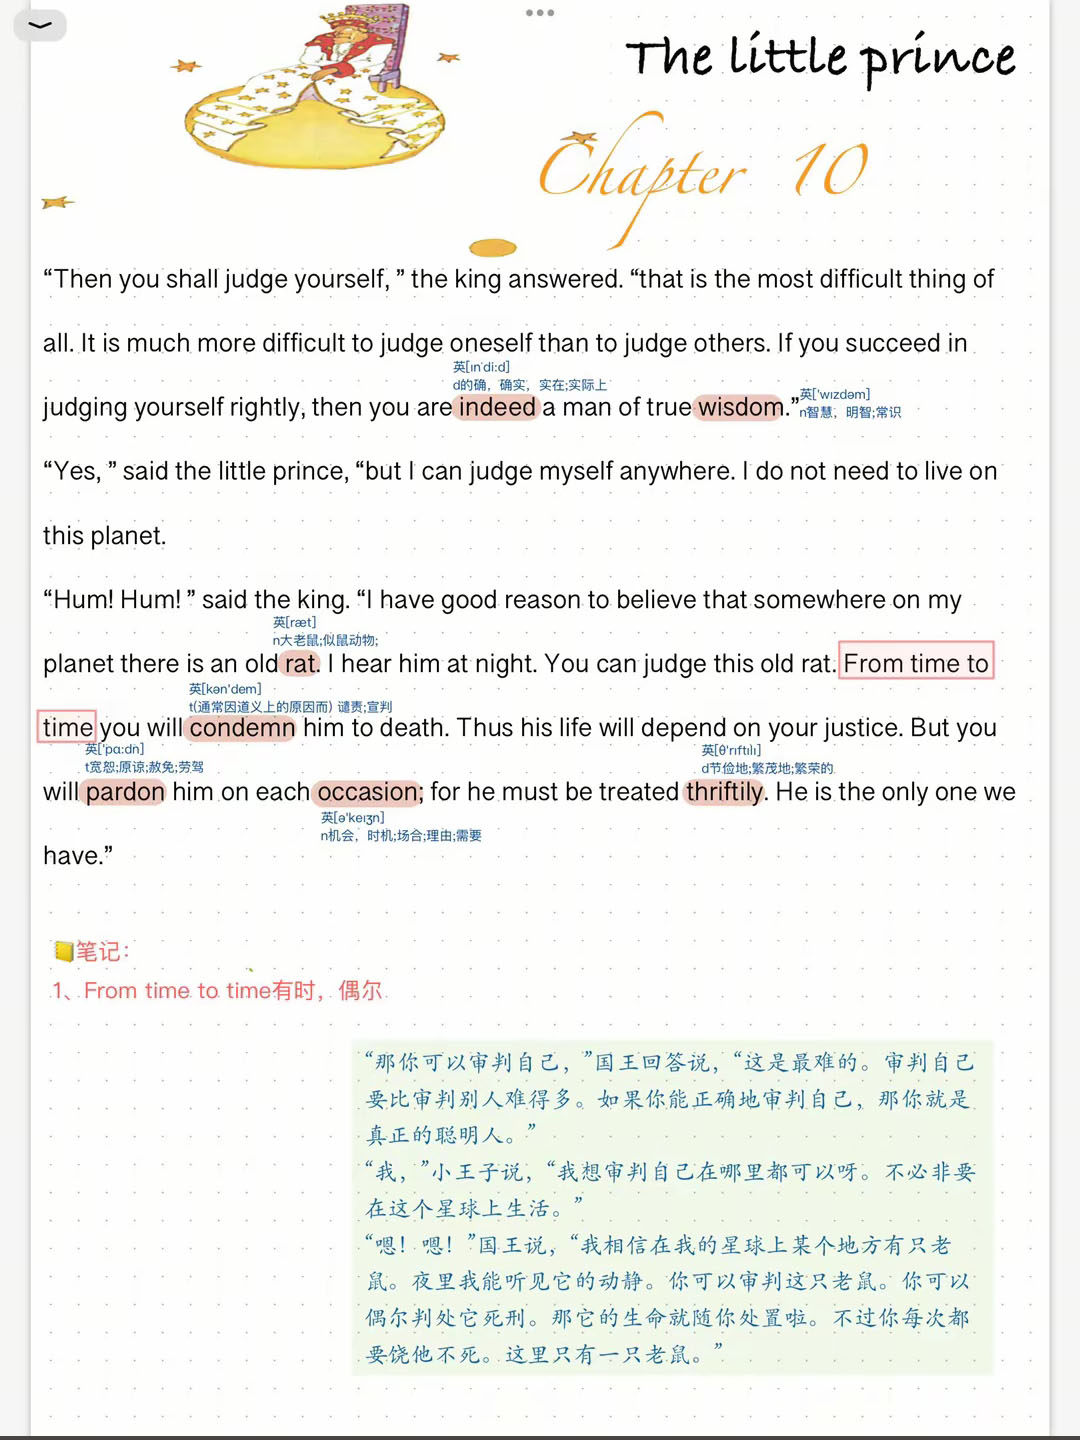 The little prince
Chapter 10
“Then you shall judge yourself, ” the king answered. “that is the most difficult thing of
all. It is much more difficult to judge oneself than to judge others. If you succeed in
英[ɪnˈdi:d]
d的确，确实，实在;实际上
judging yourself rightly, then you are indeed a man of true wisdom.”
英['wɪzdəm]
n智慧，明智;常识
“Yes, ” said the little prince, “but I can judge myself anywhere. I do not need to live on
this planet.
“Hum! Hum! ” said the king. “I have good reason to believe that somewhere on my
英[ræt]
n大老鼠;似鼠动物;
planet there is an old rat. I hear him at night. You can judge this old rat. From time to
英[kən'dem]
t(通常因道义上的原因而) 谴责;宣判
time you will condemn him to death. Thus his life will depend on your justice. But you
英['pɑ:dn]
t宽恕;原谅;赦免;劳驾
英[θ'rɪftɪlɪ]
d节俭地;繁茂地;繁荣的
will pardon him on each occasion; for he must be treated thriftily. He is the only one we
英[ə'keɪʒn]
n机会，时机;场合;理由;需要
have.”
笔记：
1、From time to time有时，偶尔
“那你可以审判自己，”国王回答说，“这是最难的。审判自己
要比审判别人难得多。如果你能正确地审判自己，那你就是
真正的聪明人。”
“我，”小王子说，“我想审判自己在哪里都可以呀。不必非要
在这个星球上生活。”
“嗯！嗯！”国王说，“我相信在我的星球上某个地方有只老
鼠。夜里我能听见它的动静。你可以审判这只老鼠。你可以
偶尔判处它死刑。那它的生命就随你处置啦。不过你每次都
要饶他不死。这里只有一只老鼠。”